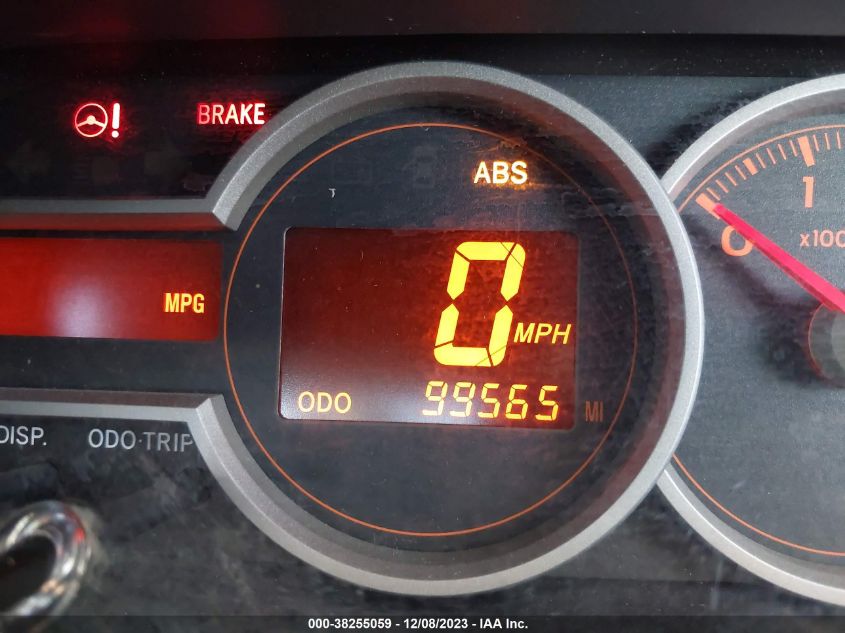 !
BRAKE
ABS
1
0
x100
0
MPH
MPG
ODO
99565
MI
DISP.
ODO·TRIP
000-38255059 - 12/08/2023 - IAA Inc.